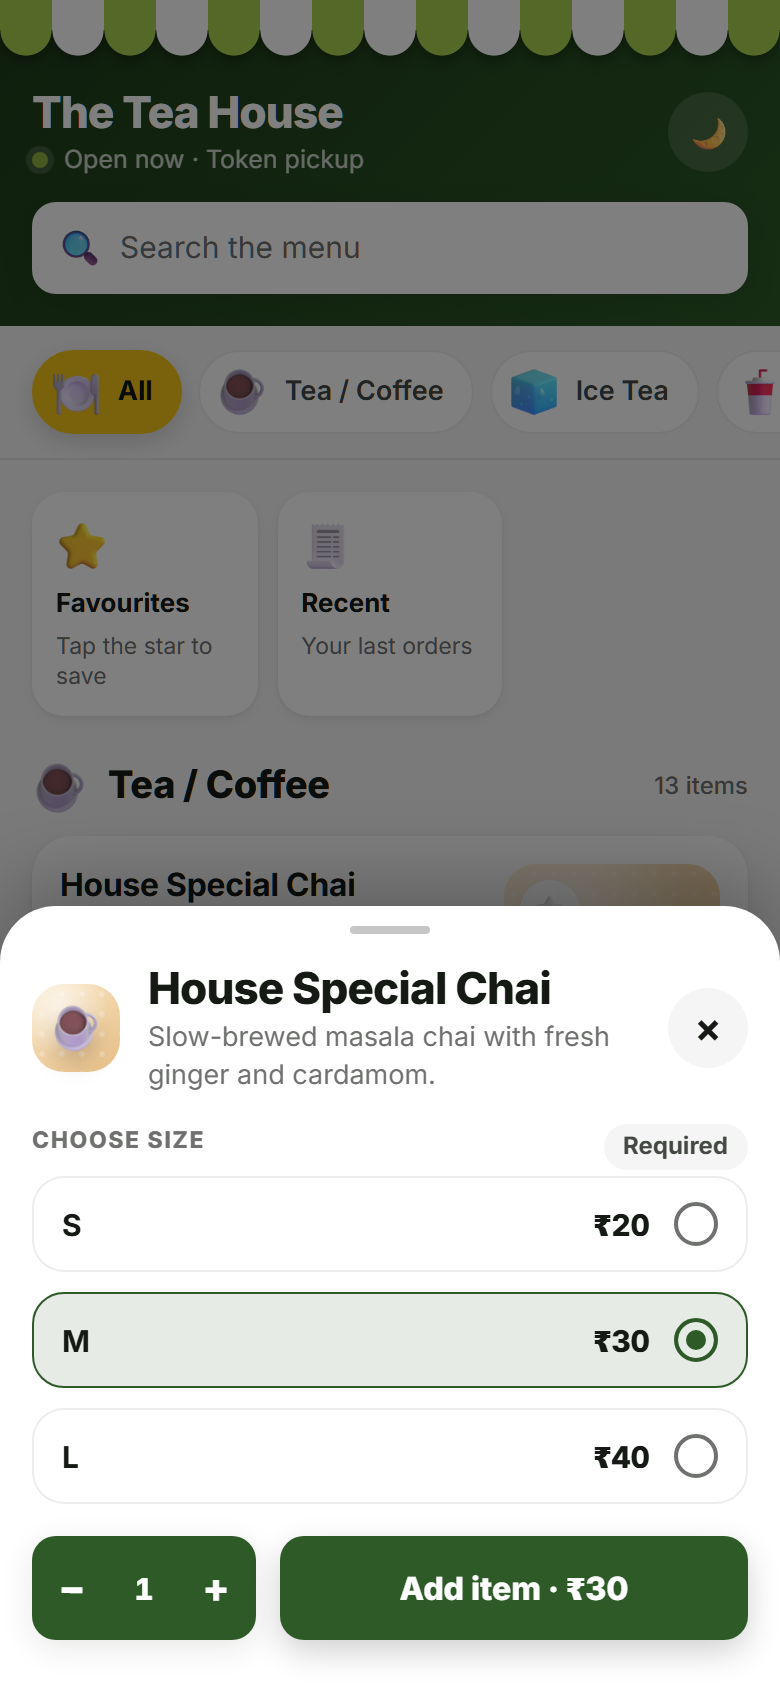 The Tea House
Open now · Token pickup
Search the menu
All
Tea / Coffee
Ice Tea
Favourites
Tap the star to
save
Recent
Your last orders
Tea / Coffee
13 items
House Special Chai
House Special Chai
Slow-brewed masala chai with fresh
ginger and cardamom.
×
CHOOSE SIZE
Required
S ₹20
M ₹30
L ₹40
− 1 +
Add item · ₹30